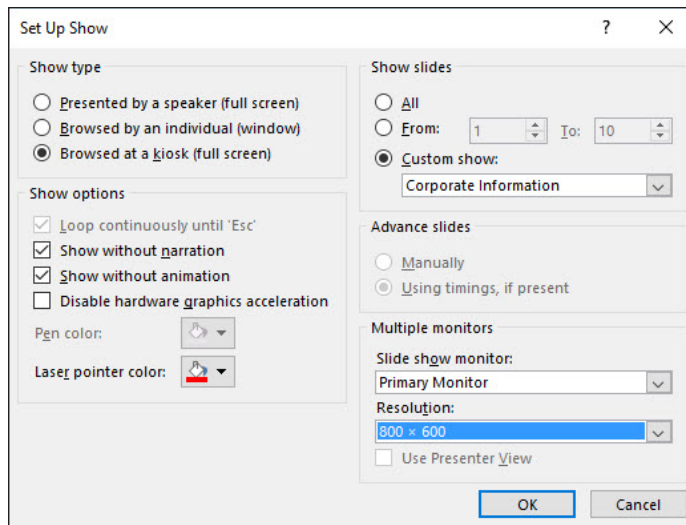 Set Up Show ?
Show type
Presented by a speaker (full screen)
Browsed by an individual (window)
Browsed at a kiosk (full screen)
Show options
Loop continuously until 'Esc'
Show without narration
Show without animation
Disable hardware graphics acceleration
Pen color:
Laser pointer color:
Show slides
All
From: 1 To: 10
Custom show:
Corporate Information
Advance slides
Manually
Using timings, if present
Multiple monitors
Slide show monitor:
Primary Monitor
Resolution:
800 × 600
Use Presenter View
OK Cancel